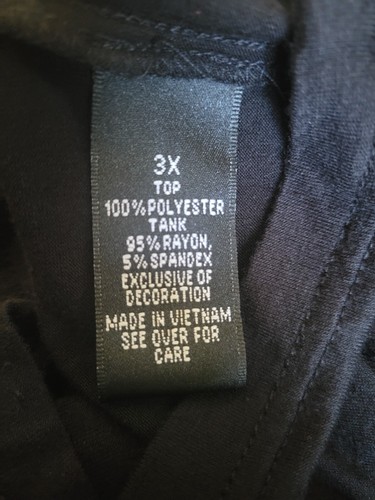 3X
TOP
100%POLYESTER
TANK
95% RAYON,
5% SPANDEX
EXCLUSIVE OF
DECORATION
MADE IN VIETNAM
SEE OVER FOR
CARE